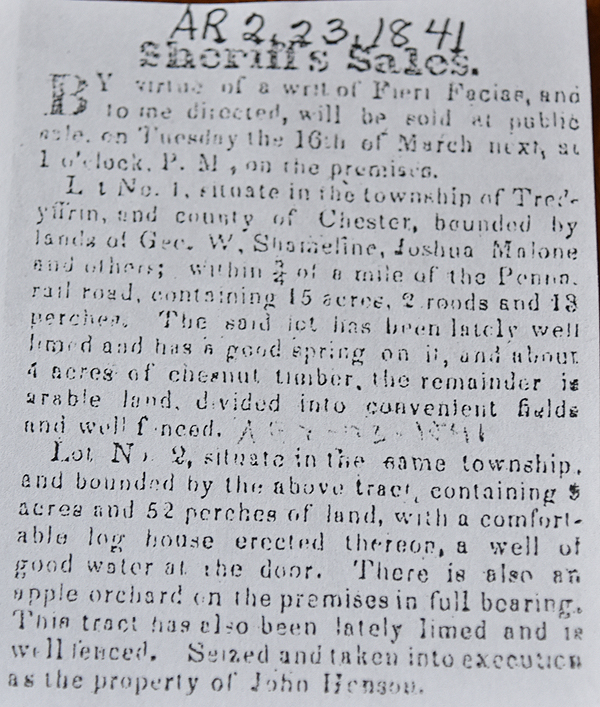 AR 2, 23, 1841
Sheriff's Sales.
BY virtue of a writ of Fieri Facias, and
to me directed, will be sold at public
sale, on Tuesday the 16th of March next, at
1 o'clock, P. M., on the premises.
Lot No. 1, situate in the township of Tred-
yffrin, and county of Chester, bounded by
lands of Geo. W. Shameline, Joshua Malone
and others; within ¾ of a mile of the Penna.
rail road, containing 15 acres, 2 roods and 13
perches. The said lot has been lately well
limed and has a good spring on it, and about
4 acres of chesnut timber, the remainder is
arable land, divided into convenient fields
and well fenced.
Lot No. 2, situate in the same township,
and bounded by the above tract, containing 5
acres and 52 perches of land, with a comfort-
able log house erected thereon, a well of
good water at the door. There is also an
apple orchard on the premises in full bearing.
This tract has also been lately limed and is
well fenced. Seized and taken into execution
as the property of John Henson.